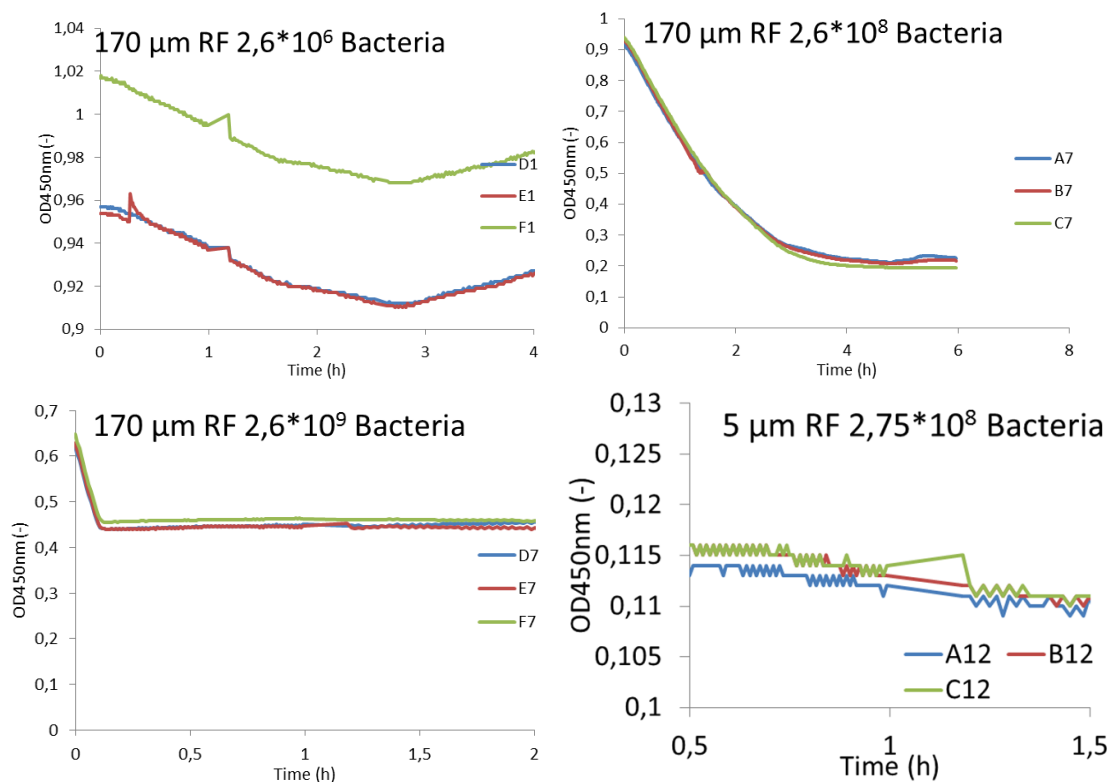 170 µm RF 2,6*10⁶ Bacteria
1,04
1,02
1
0,98
0,96
0,94
0,92
0,9
OD450nm (-)
0
1
2
3
4
Time (h)
D1
E1
F1
170 µm RF 2,6*10⁸ Bacteria
1
0,9
0,8
0,7
0,6
0,5
0,4
0,3
0,2
0,1
0
OD450nm (-)
0
2
4
6
8
Time (h)
A7
B7
C7
170 µm RF 2,6*10⁹ Bacteria
0,7
0,6
0,5
0,4
0,3
0,2
0,1
0
OD450nm (-)
0
0,5
1
1,5
2
Time (h)
D7
E7
F7
5 µm RF 2,75*10⁸ Bacteria
0,13
0,125
0,12
0,115
0,11
0,105
0,1
OD450nm (-)
0,5
1
1,5
Time (h)
A12
B12
C12